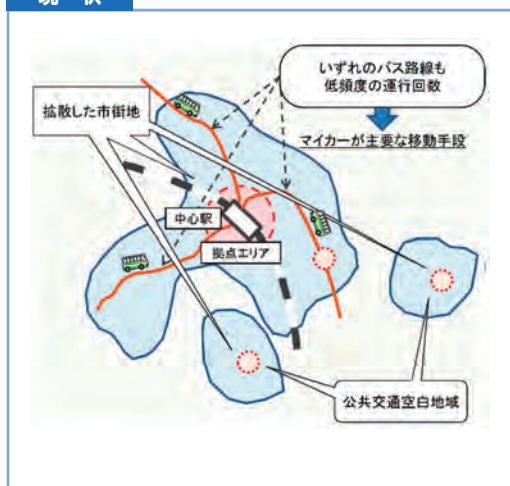 現 状
いずれのバス路線も
低頻度の運行回数
マイカーが主要な移動手段
拡散した市街地
中心駅
拠点エリア
公共交通空白地域